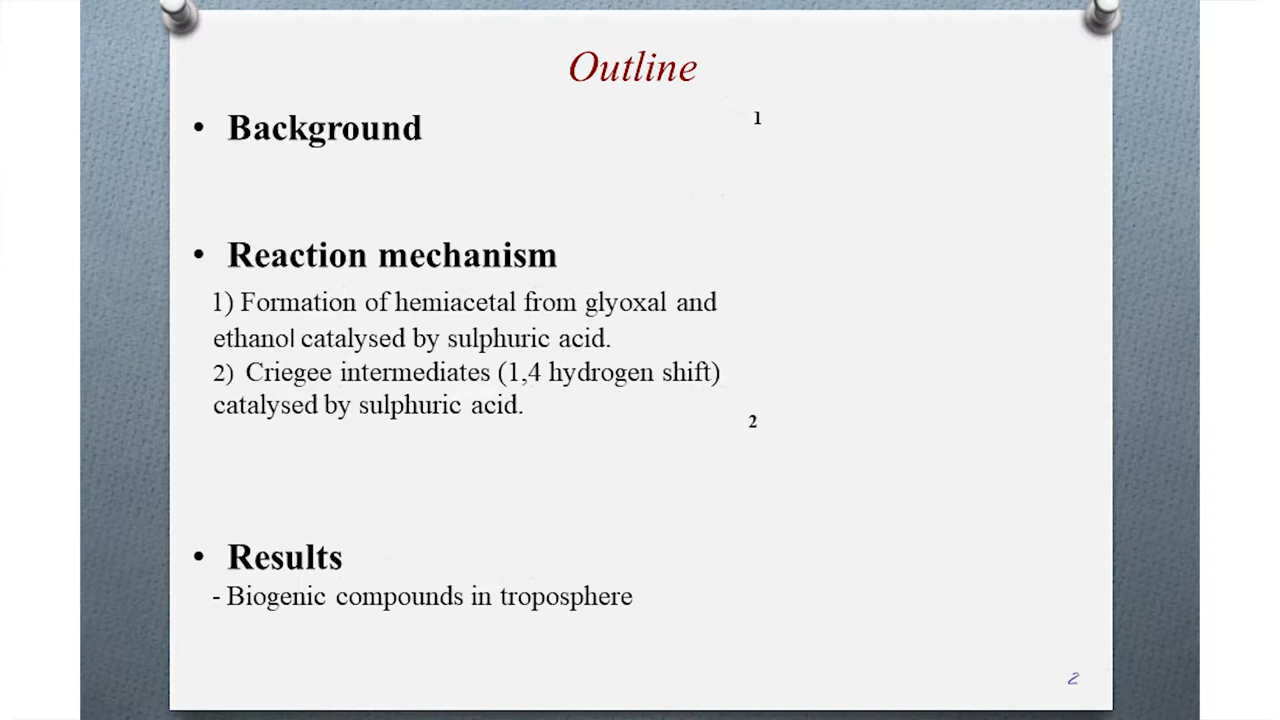 Outline
• Background
1
• Reaction mechanism
1) Formation of hemiacetal from glyoxal and
ethanol catalysed by sulphuric acid.
2) Criegee intermediates (1,4 hydrogen shift)
catalysed by sulphuric acid.
2
• Results
- Biogenic compounds in troposphere
2